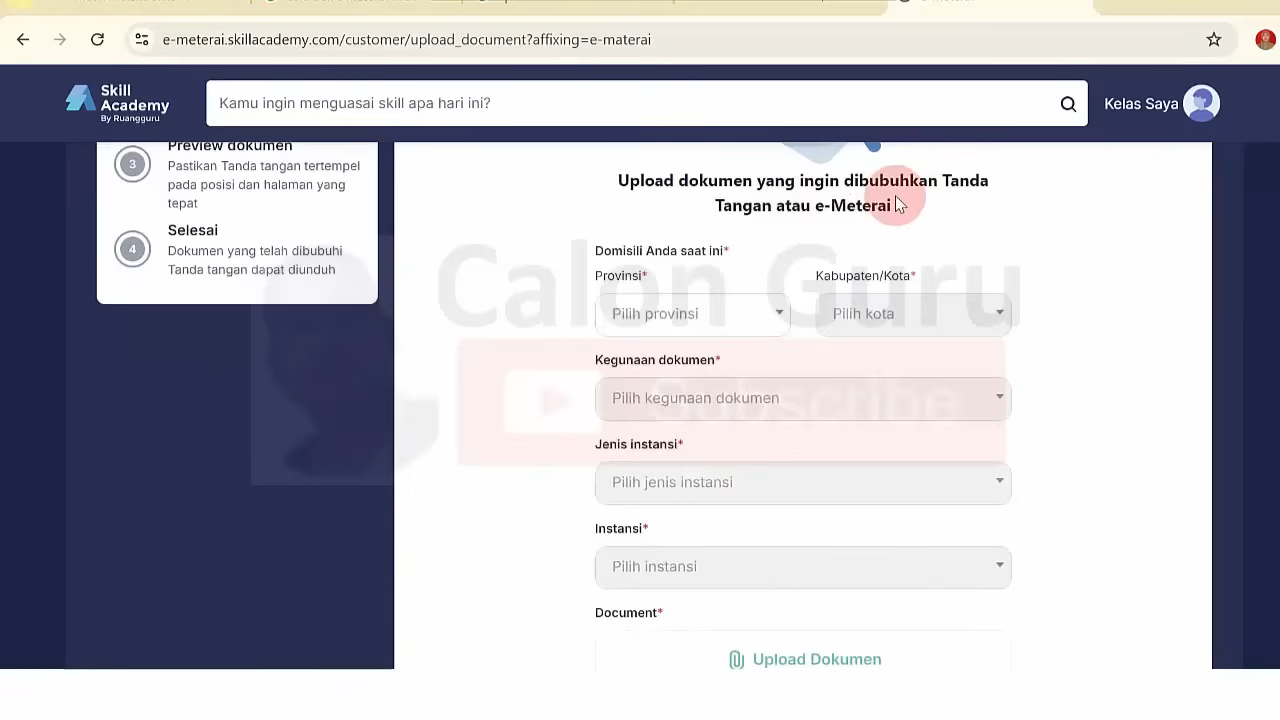 e-meterai.skillacademy.com/customer/upload_document?affixing=e-materai
Skill
Academy
By Ruangguru
Kamu ingin menguasai skill apa hari ini?
Kelas Saya
Preview dokumen
3
Pastikan Tanda tangan tertempel
pada posisi dan halaman yang
tepat
Selesai
4
Dokumen yang telah dibubuhi
Tanda tangan dapat diunduh
Upload dokumen yang ingin dibubuhkan Tanda
Tangan atau e-Meterai
Calon Guru
Domisili Anda saat ini*
Provinsi*
Kabupaten/Kota*
Pilih provinsi
Pilih kota
Kegunaan dokumen*
Pilih kegunaan dokumen
Subscribe
Jenis instansi*
Pilih jenis instansi
Instansi*
Pilih instansi
Document*
Upload Dokumen